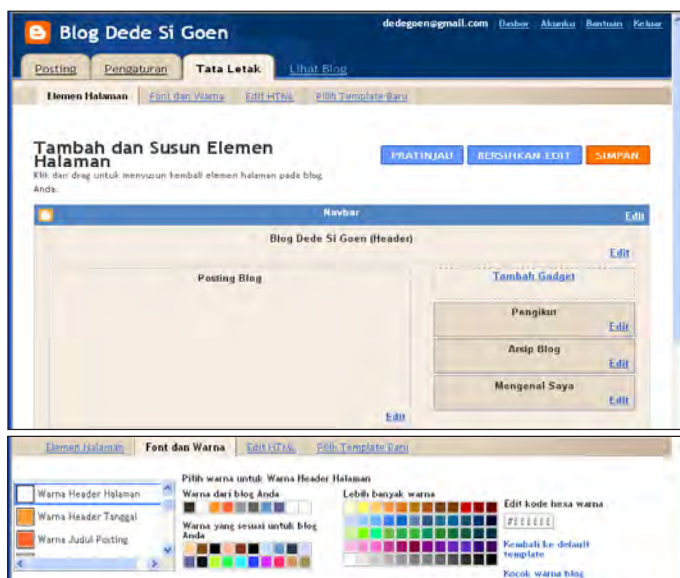 Blog Dede Si Goen
dedegoen@gmail.com Dasbor Akunku Bantuan Keluar
Posting Pengaturan Tata Letak Lihat Blog
Elemen Halaman Font dan Warna Edit HTML Pilih Template Baru
Tambah dan Susun Elemen
Halaman
Klik dan drag untuk menyusun kembali elemen halaman pada blog
Anda.
PRATINJAU BERSIHKAN EDIT SIMPAN
Navbar Edit
Blog Dede Si Goen (Header)
Edit
Posting Blog
Edit
Tambah Gadget
Pengikut
Edit
Arsip Blog
Edit
Mengenal Saya
Edit
Elemen Halaman Font dan Warna Edit HTML Pilih Template Baru
Warna Header Halaman
Warna Header Tanggal
Warna Judul Posting
Pilih warna untuk Warna Header Halaman
Warna dari blog Anda
Warna yang sesuai untuk blog
Anda
Lebih banyak warna
Edit kode hexa warna
#ffffff
Kembali ke default
template
Kocok warna blog